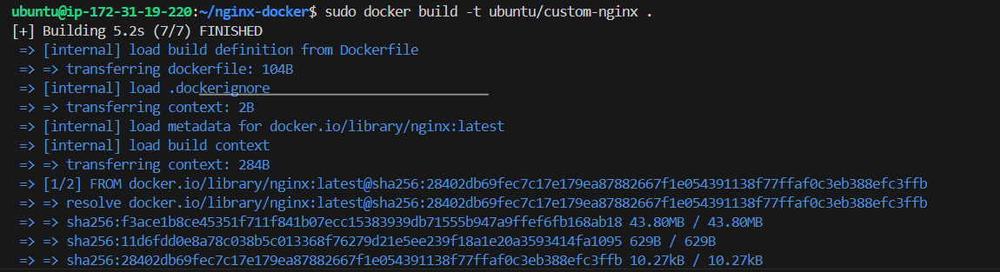 ubuntu@ip-172-31-19-220:~/nginx-docker$ sudo docker build -t ubuntu/custom-nginx .
[+] Building 5.2s (7/7) FINISHED
=> [internal] load build definition from Dockerfile
=> => transferring dockerfile: 104B
=> [internal] load .dockerignore
=> => transferring context: 2B
=> [internal] load metadata for docker.io/library/nginx:latest
=> [internal] load build context
=> => transferring context: 284B
=> [1/2] FROM docker.io/library/nginx:latest@sha256:28402db69fec7c17e179ea87882667f1e054391138f77ffaf0c3eb388efc3ffb
=> => resolve docker.io/library/nginx:latest@sha256:28402db69fec7c17e179ea87882667f1e054391138f77ffaf0c3eb388efc3ffb
=> => sha256:f3ace1b8ce45351f711f841b07ecc15383939db71555b947a9ffef6fb168ab18 43.80MB / 43.80MB
=> => sha256:11d6fdd0e8a78c038b5c013368f76279d21e5ee239f18a1e20a3593414fa1095 629B / 629B
=> => sha256:28402db69fec7c17e179ea87882667f1e054391138f77ffaf0c3eb388efc3ffb 10.27kB / 10.27kB